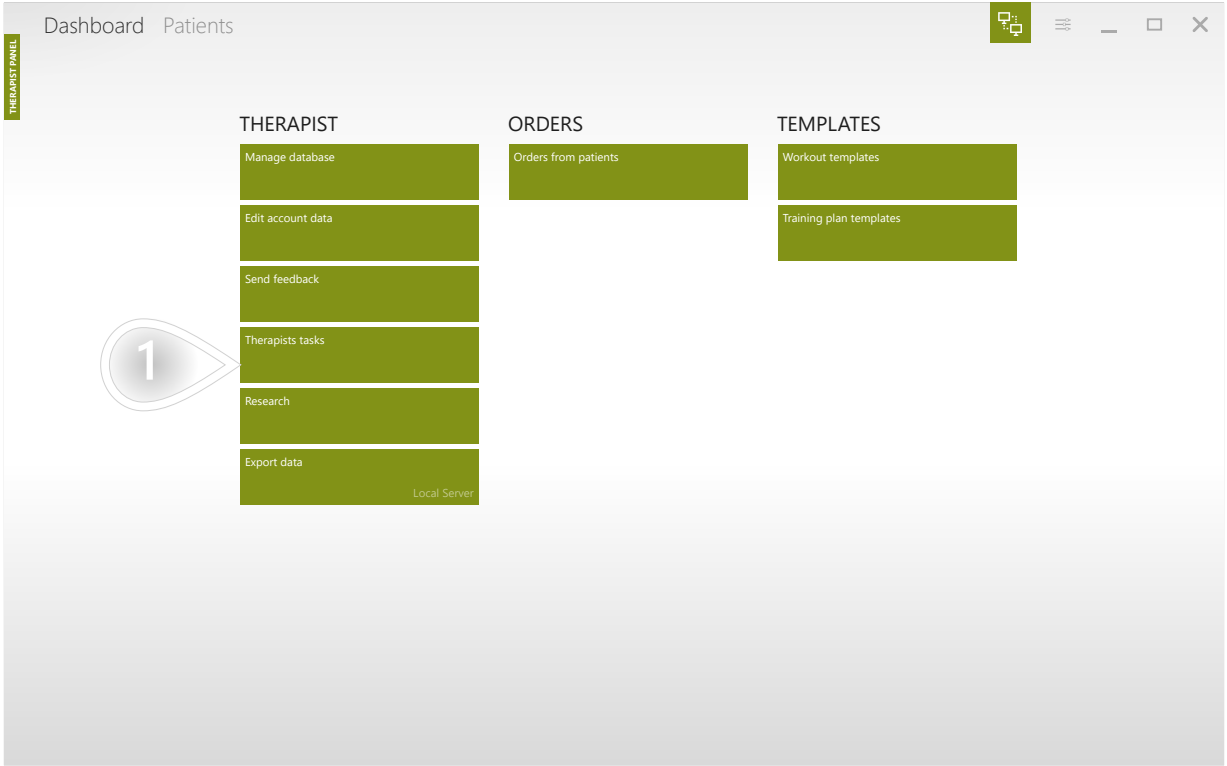 Dashboard Patients
THERAPIST PANEL
THERAPIST
Manage database
Edit account data
Send feedback
Therapists tasks
1
Research
Export data
Local Server
ORDERS
Orders from patients
TEMPLATES
Workout templates
Training plan templates